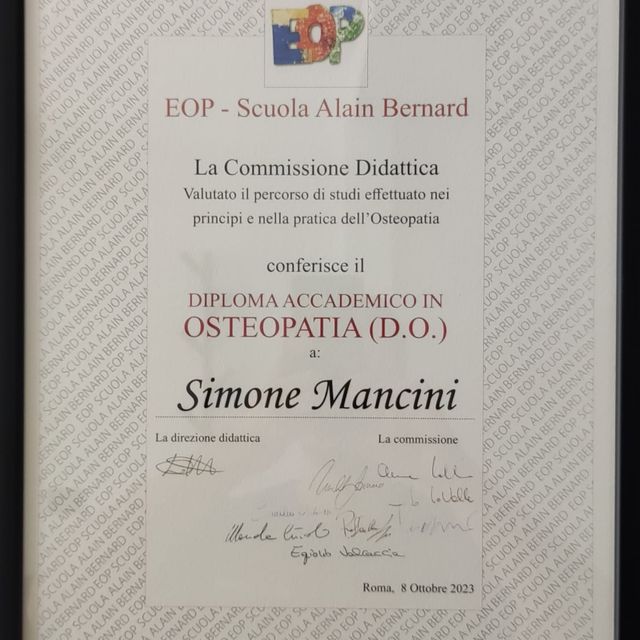 EOP
EOP - Scuola Alain Bernard
La Commissione Didattica
Valutato il percorso di studi effettuato nei
principi e nella pratica dell'Osteopatia
conferisce il
DIPLOMA ACCADEMICO IN
OSTEOPATIA (D.O.)
a:
Simone Mancini
La direzione didattica La commissione
Roma, 8 Ottobre 2023